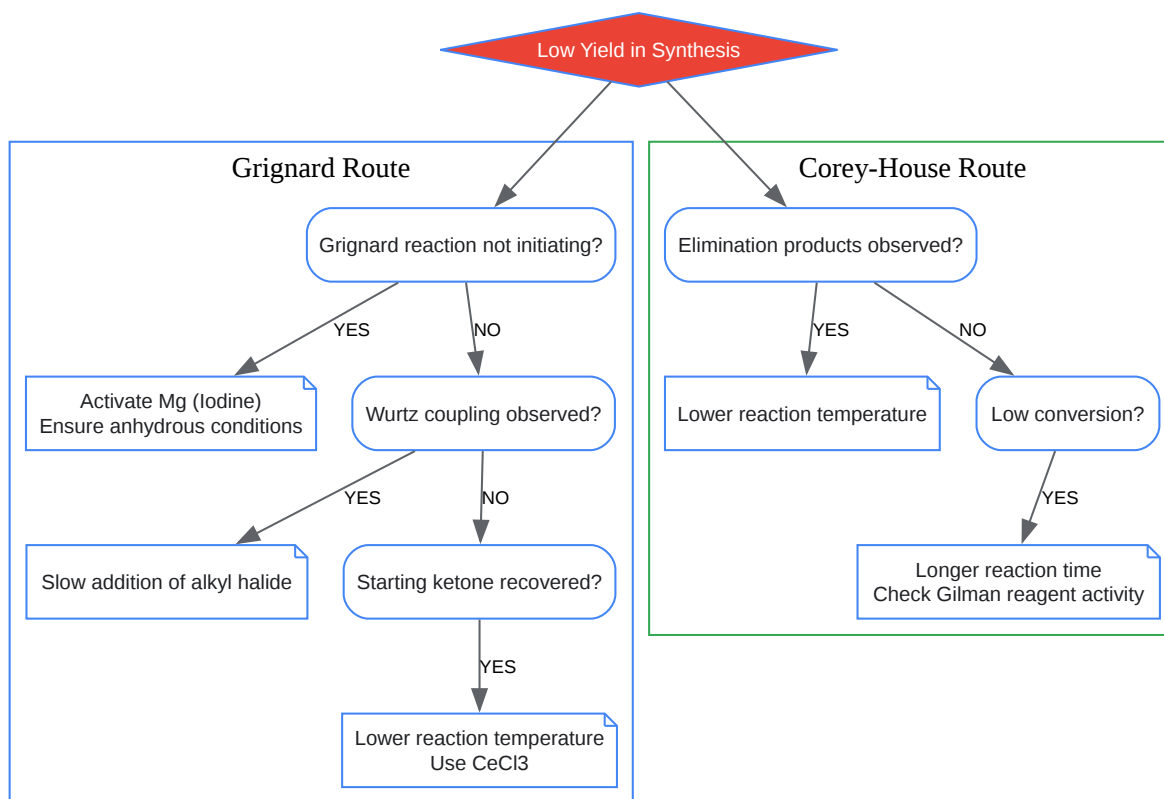 Low Yield in Synthesis
Grignard Route
Grignard reaction not initiating?
YES
NO
Activate Mg (Iodine)
Ensure anhydrous conditions
Wurtz coupling observed?
YES
NO
Slow addition of alkyl halide
Starting ketone recovered?
YES
Lower reaction temperature
Use CeCl3
Corey-House Route
Elimination products observed?
YES
NO
Lower reaction temperature
Low conversion?
YES
Longer reaction time
Check Gilman reagent activity